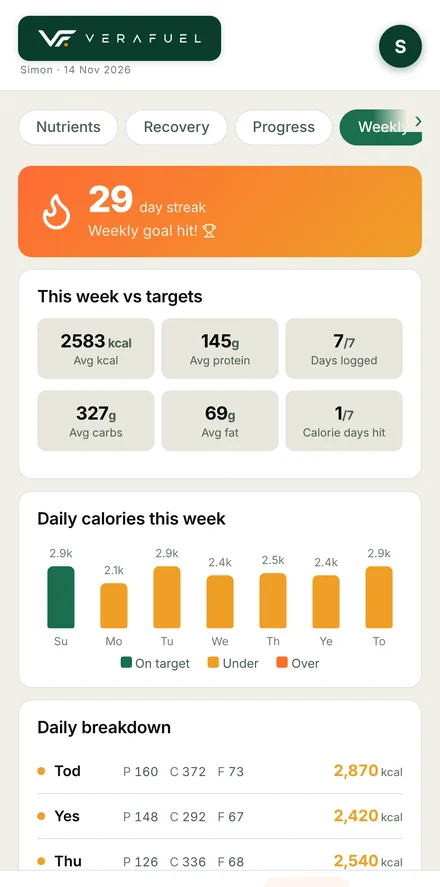 VERAFUEL
Simon · 14 Nov 2026
S
Nutrients Recovery Progress Weekly ›
29 day streak
Weekly goal hit!
This week vs targets
2583 kcal 145g 7/7
Avg kcal Avg protein Days logged
327g 69g 1/7
Avg carbs Avg fat Calorie days hit
Daily calories this week
2.9k 2.1k 2.9k 2.4k 2.5k 2.4k 2.9k
Su Mo Tu We Th Ye To
On target Under Over
Daily breakdown
Tod P 160 C 372 F 73 2,870 kcal
Yes P 148 C 292 F 67 2,420 kcal
Thu P 126 C 336 F 68 2,540 kcal